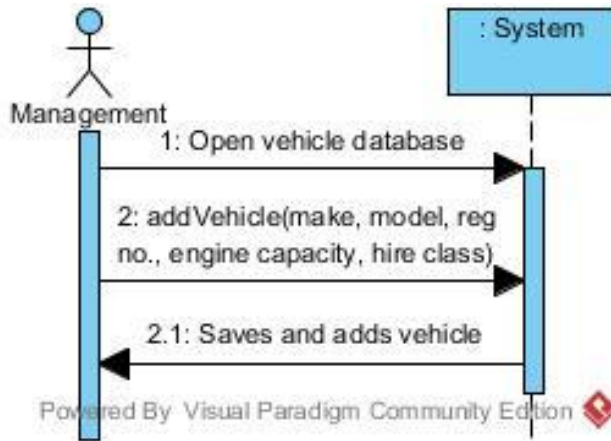 : System
Management
1: Open vehicle database
2: addVehicle(make, model, reg
no., engine capacity, hire class)
2.1: Saves and adds vehicle
Powered By Visual Paradigm Community Edition